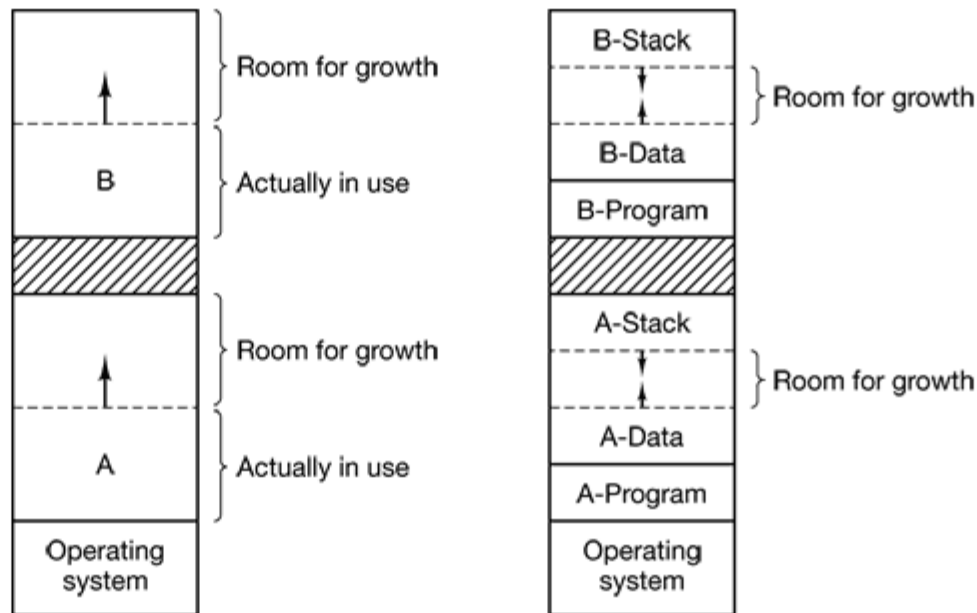 Room for growth
B
Actually in use
Room for growth
A
Actually in use
Operating
system
B-Stack
Room for growth
B-Data
B-Program
A-Stack
Room for growth
A-Data
A-Program
Operating
system